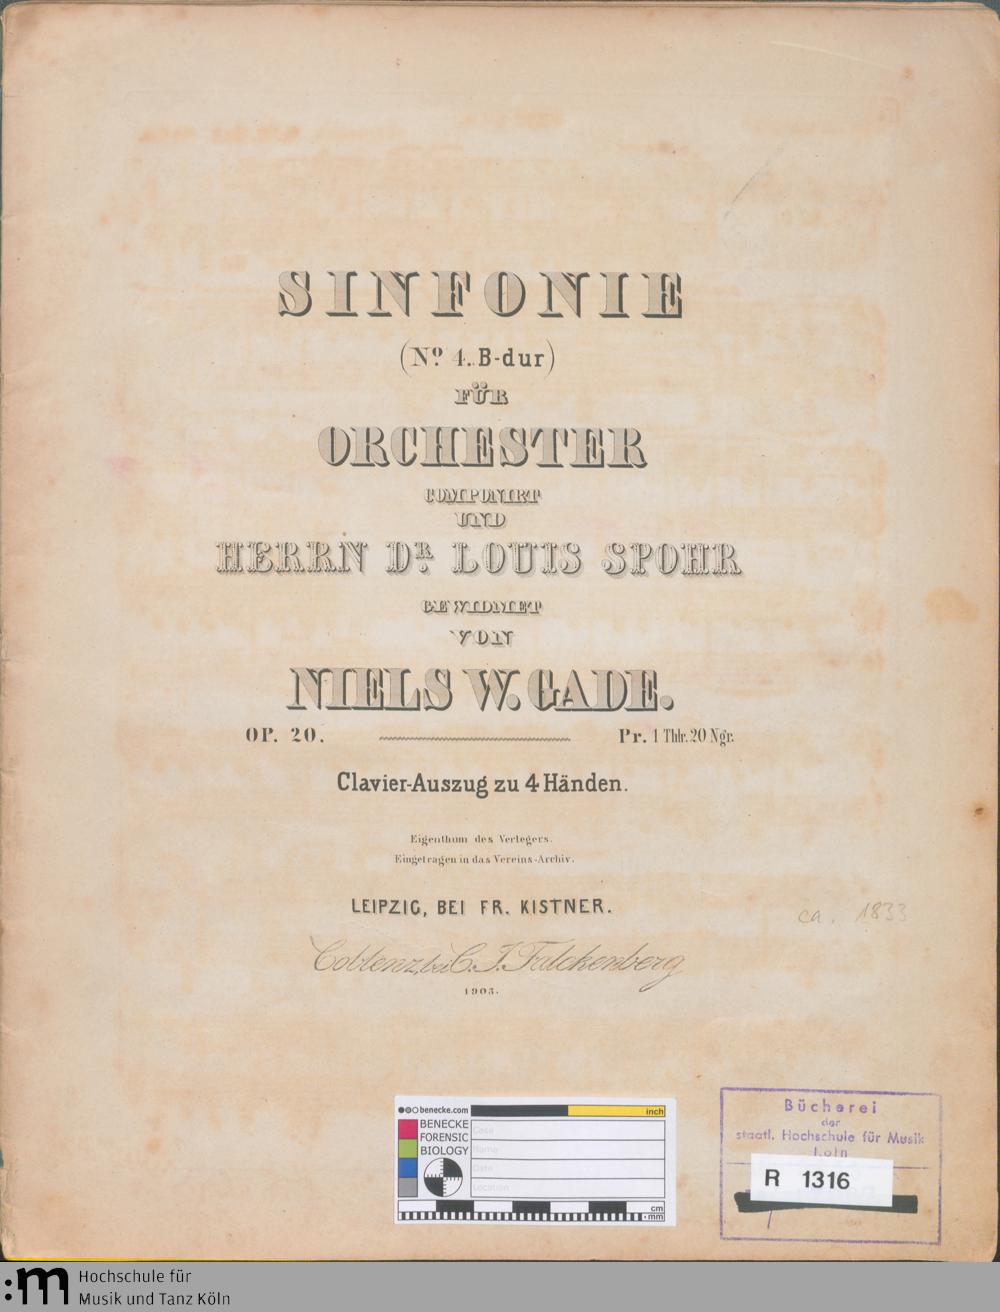 SINFONIE
(No. 4. B-dur)
FÜR
ORCHESTER
COMPONIRT
UND
HERRN DR. LOUIS SPOHR
GEWIDMET
VON
NIELS W. GADE.
OP. 20. Pr. 1 Thlr. 20 Ngr.
Clavier-Auszug zu 4 Händen.
Eigenthum des Verlegers.
Eingetragen in das Vereins-Archiv.
LEIPZIG, BEI FR. KISTNER.
ca. 1833
Coblenz, bei C. J. Falckenberg
1905.
benecke.com inch
BENECKE
FORENSIC
BIOLOGY
Case
Name
Date
Location
cm
mm
Bücherei
der
staatl. Hochschule für Musik
Köln
R 1316
:m Hochschule für
Musik und Tanz Köln